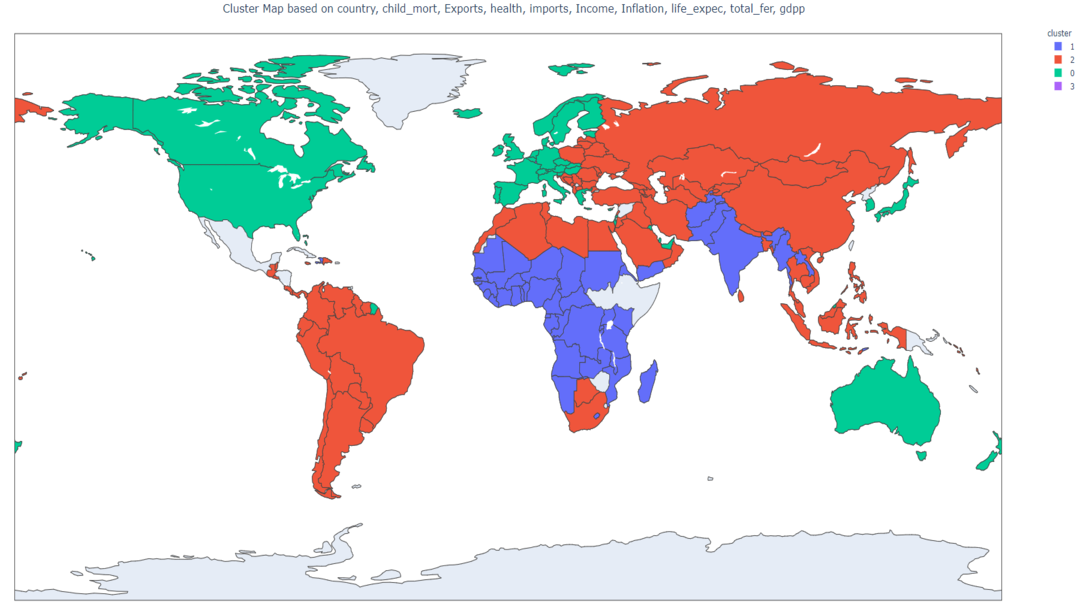 Cluster Map based on country, child_mort, Exports, health, imports, Income, Inflation, life_expec, total_fer, gdpp
cluster
1
2
0
3